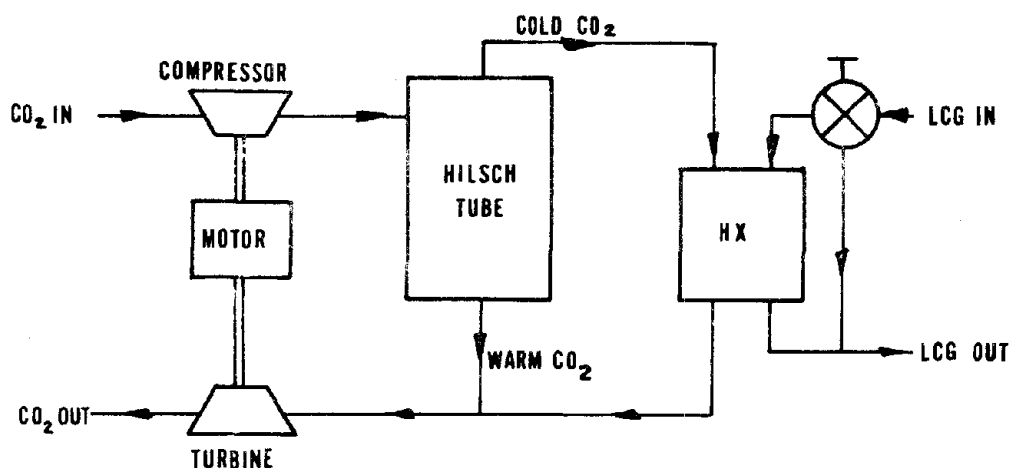 COLD CO₂
COMPRESSOR
CO₂ IN
LCG IN
HILSCH
TUBE
HX
MOTOR
WARM CO₂
LCG OUT
CO₂ OUT
TURBINE